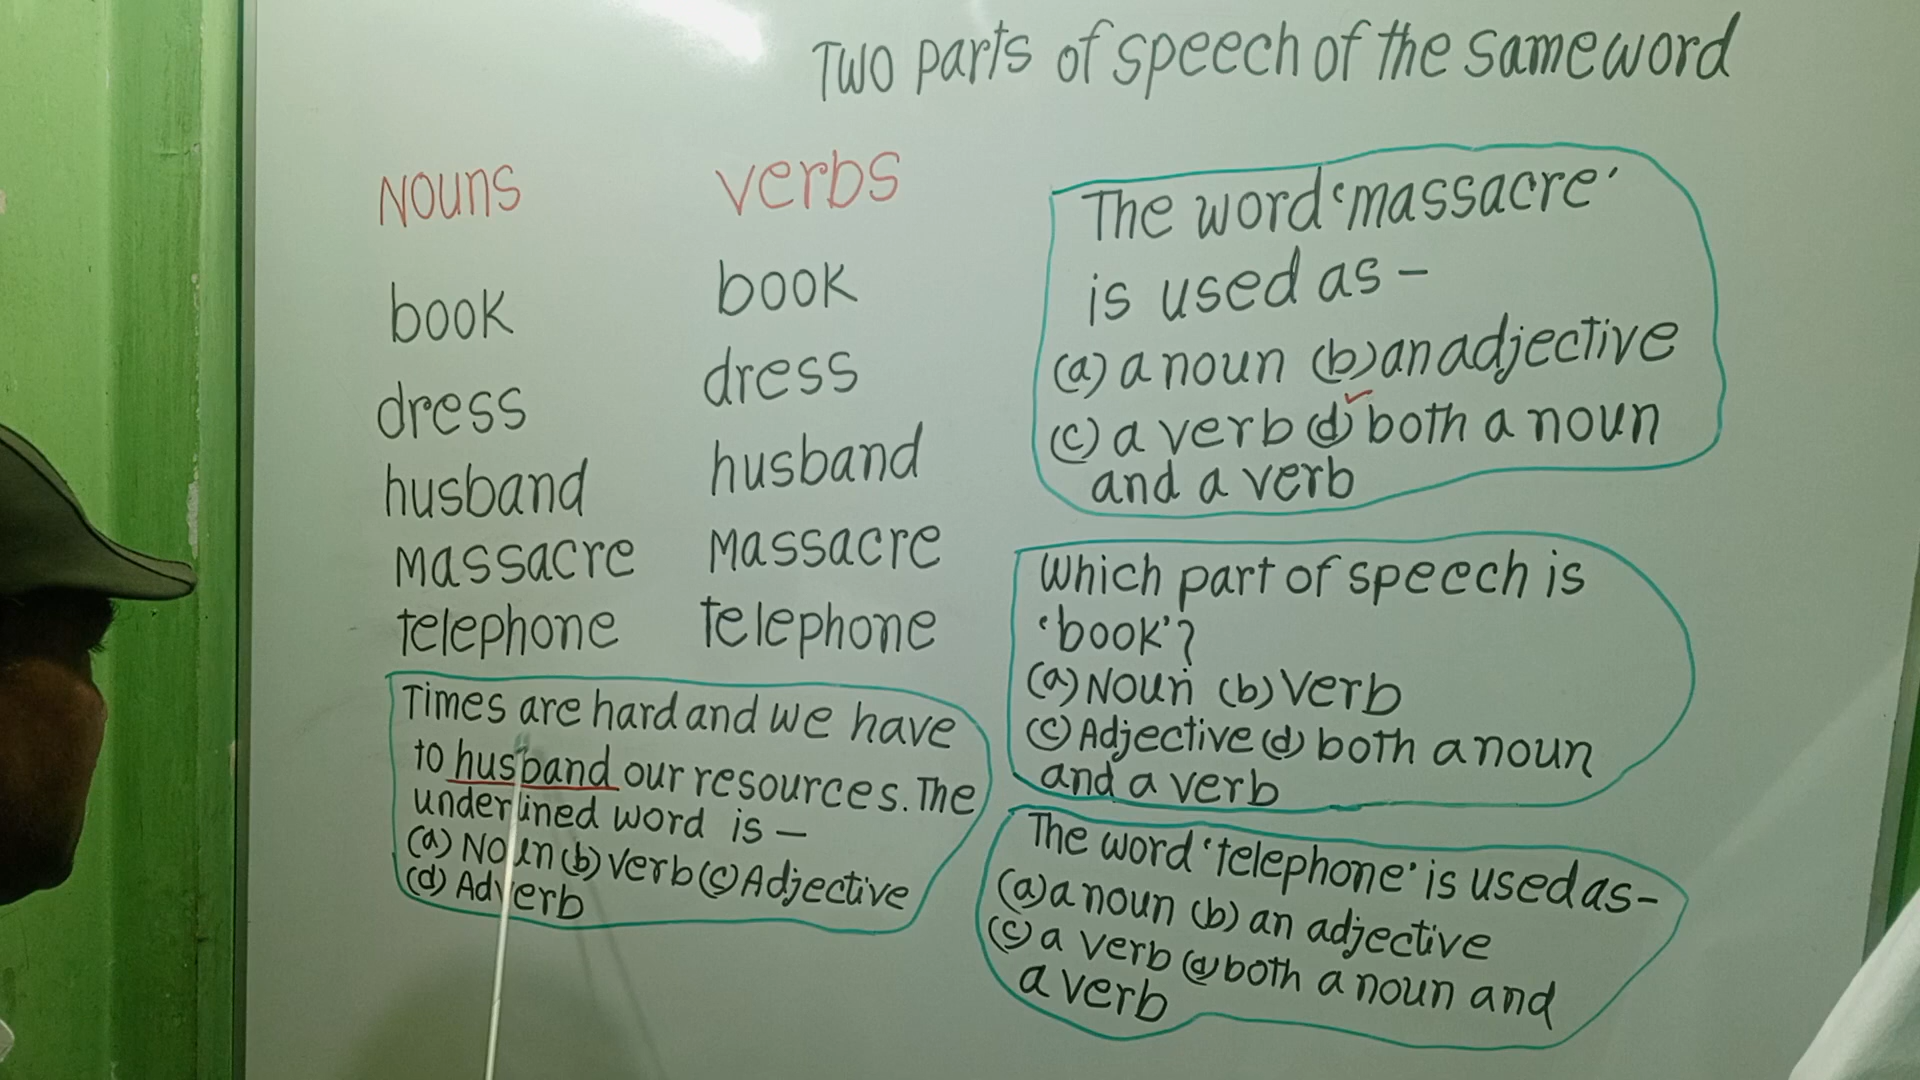 Two parts of speech of the same word
Nouns
book
dress
husband
massacre
telephone
verbs
book
dress
husband
massacre
telephone
Times are hard and we have
to husband our resources. The
underlined word is —
(a) Noun (b) verb (c) Adjective
(d) Adverb
The word 'massacre'
is used as —
(a) a noun (b) an adjective
(c) a verb (d) both a noun
and a verb
Which part of speech is
'book'?
(a) Noun (b) Verb
(c) Adjective (d) both a noun
and a verb
The word 'telephone' is used as —
(a) a noun (b) an adjective
(c) a verb (d) both a noun and
a verb